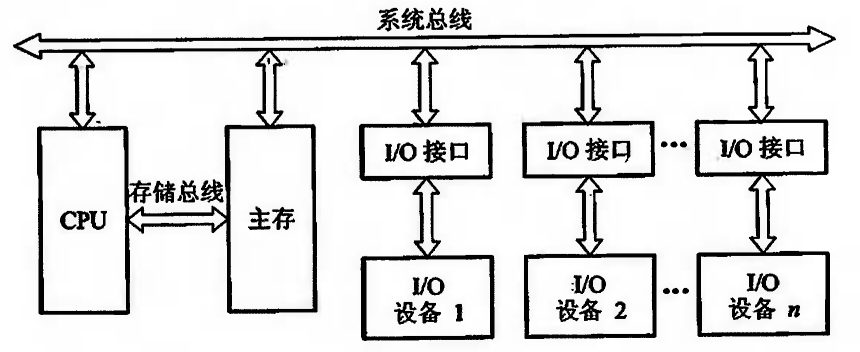 系统总线
I/O 接口
I/O 接口
···
I/O 接口
存储总线
CPU
主存
I/O
设备 1
I/O
设备 2
···
I/O
设备 n